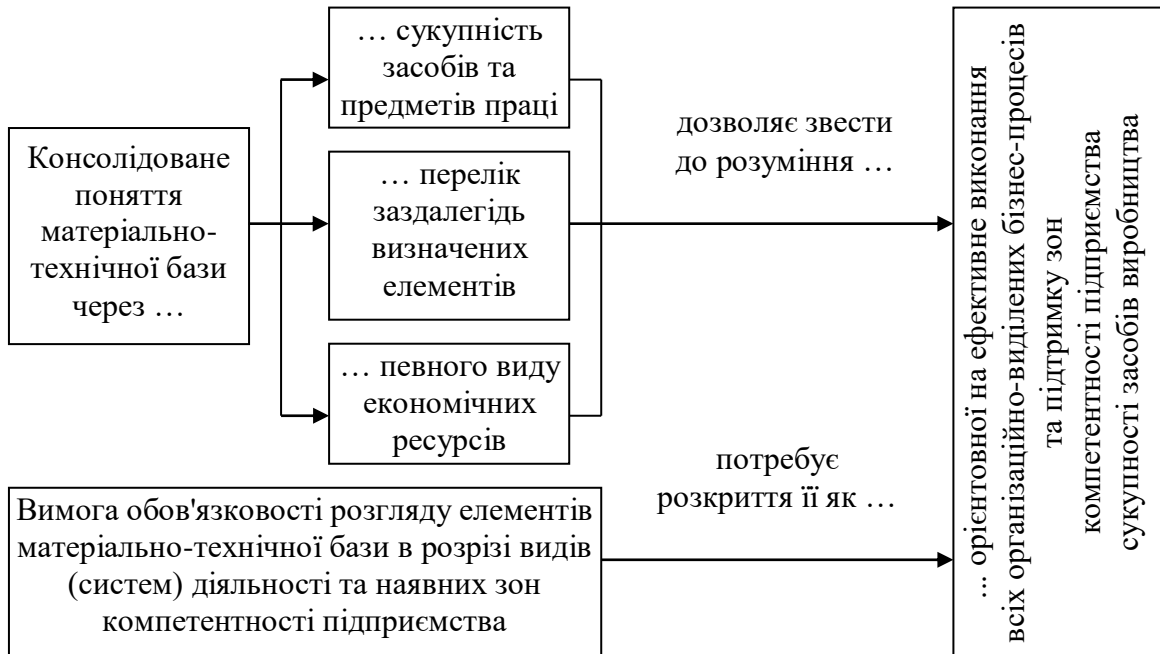 Консолідоване
поняття
матеріально-
технічної бази
через …
… сукупність
засобів та
предметів праці
… перелік
заздалегідь
визначених
елементів
… певного виду
економічних
ресурсів
дозволяє звести
до розуміння …
Вимога обов'язковості розгляду елементів
матеріально-технічної бази в розрізі видів
(систем) діяльності та наявних зон
компетентності підприємства
потребує
розкриття її як …
... орієнтовної на ефективне виконання
всіх організаційно-виділених бізнес-процесів
та підтримку зон
компетентності підприємства
сукупності засобів виробництва